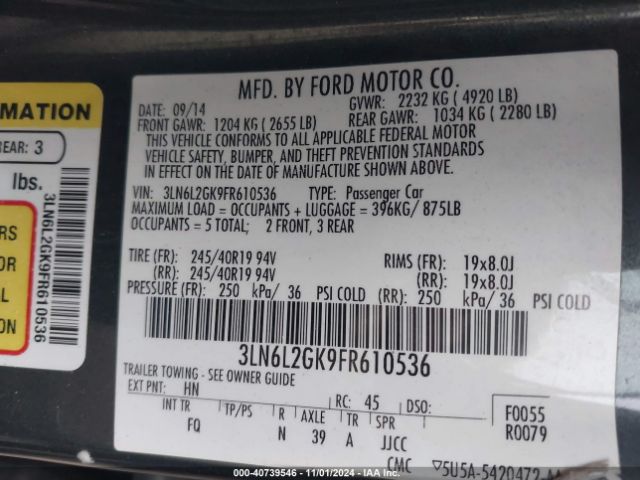 MFD. BY FORD MOTOR CO.
DATE: 09/14 GVWR: 2232 KG ( 4920 LB)
FRONT GAWR: 1204 KG ( 2655 LB) REAR GAWR: 1034 KG ( 2280 LB)
THIS VEHICLE CONFORMS TO ALL APPLICABLE FEDERAL MOTOR
VEHICLE SAFETY, BUMPER, AND THEFT PREVENTION STANDARDS
IN EFFECT ON THE DATE OF MANUFACTURE SHOWN ABOVE.
VIN: 3LN6L2GK9FR610536 TYPE: Passenger Car
MAXIMUM LOAD = OCCUPANTS + LUGGAGE = 396KG/ 875LB
OCCUPANTS = 5 TOTAL; 2 FRONT, 3 REAR
TIRE (FR): 245/40R19 94V RIMS (FR): 19x8.0J
(RR): 245/40R19 94V (RR): 19x8.0J
PRESSURE (FR): 250 kPa/ 36 PSI COLD (RR): 250 kPa/ 36 PSI COLD
3LN6L2GK9FR610536
TRAILER TOWING - SEE OWNER GUIDE
EXT PNT: HN RC: 45 DSO: F0055
INT TR TP/PS R AXLE TR SPR R0079
FQ N 39 A JJCC
CMC ▽5U5A-5420472-AA
MATION
REAR: 3
lbs.
RS
OR
AL
ON
3LN6L2GK9FR610536
000-40739546 - 11/01/2024 - IAAI.COM